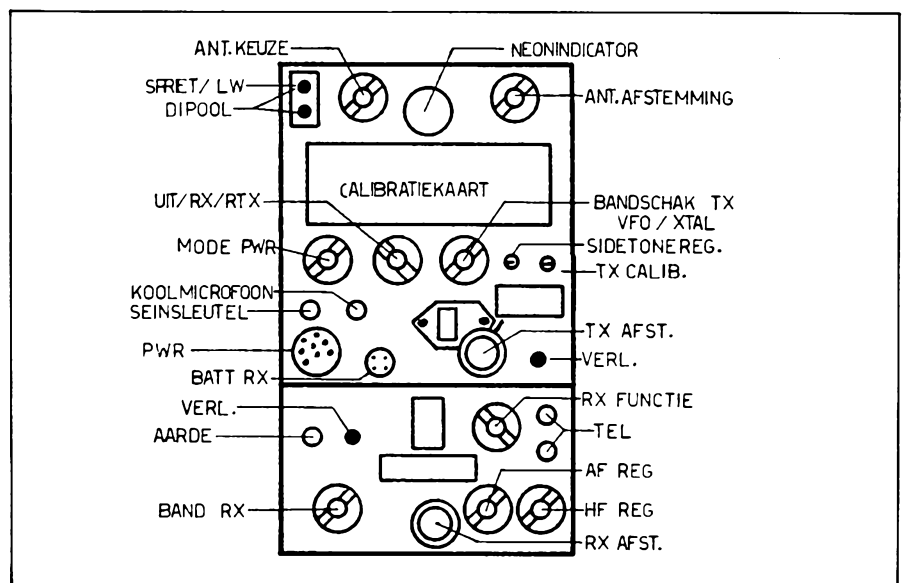 ANT.KEUZE
NEONINDICATOR
SPRIET/LW
DIPOOL
ANT.AFSTEMMING
CALIBRATIEKAART
UIT/RX/RTX
BANDSCHAK TX
VFO/XTAL
MODE PWR
SIDETONEREG.
TX CALIB.
KOOLMICROFOON
SEINSLEUTEL
TX AFST.
PWR
VERL.
BATT RX
RX FUNCTIE
VERL.
TEL
AARDE
AF REG
BAND RX
HF REG
RX AFST.